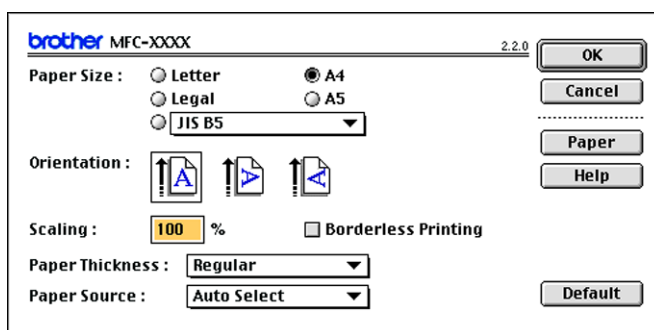 brother MFC-XXXX 2.2.0
OK
Paper Size : Letter A4
Cancel
Legal A5
JIS B5
Paper
Orientation : A A A
Help
Scaling : 100 % Borderless Printing
Paper Thickness : Regular
Paper Source : Auto Select
Default